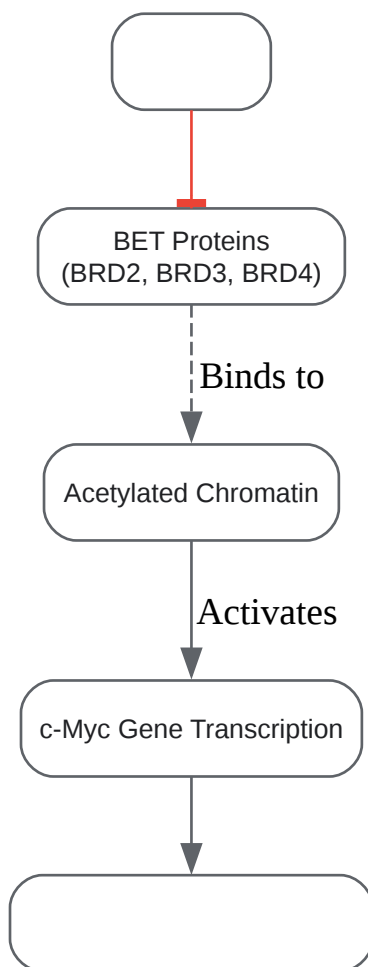 BET Proteins
(BRD2, BRD3, BRD4)
Binds to
Acetylated Chromatin
Activates
c-Myc Gene Transcription